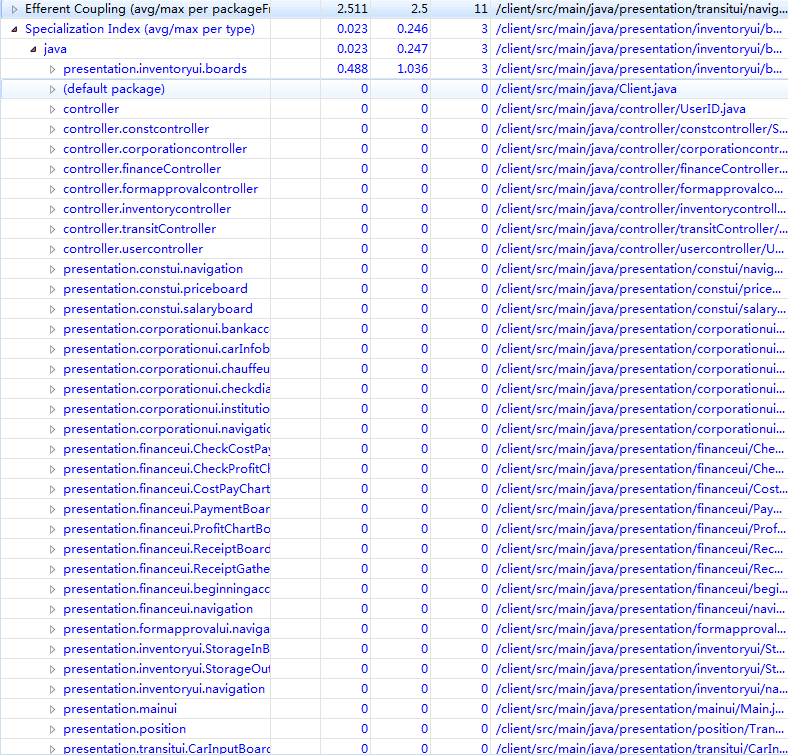 Efferent Coupling (avg/max per packageFr 2.511 2.5 11 /client/src/main/java/presentation/transitui/navig...
Specialization Index (avg/max per type) 0.023 0.246 3 /client/src/main/java/presentation/inventoryui/b...
java 0.023 0.247 3 /client/src/main/java/presentation/inventoryui/b...
presentation.inventoryui.boards 0.488 1.036 3 /client/src/main/java/presentation/inventoryui/b...
(default package) 0 0 0 /client/src/main/java/Client.java
controller 0 0 0 /client/src/main/java/controller/UserID.java
controller.constcontroller 0 0 0 /client/src/main/java/controller/constcontroller/S...
controller.corporationcontroller 0 0 0 /client/src/main/java/controller/corporationcontr...
controller.financeController 0 0 0 /client/src/main/java/controller/financeController...
controller.formapprovalcontroller 0 0 0 /client/src/main/java/controller/formapprovalco...
controller.inventorycontroller 0 0 0 /client/src/main/java/controller/inventorycontroll...
controller.transitController 0 0 0 /client/src/main/java/controller/transitController/...
controller.usercontroller 0 0 0 /client/src/main/java/controller/usercontroller/U...
presentation.constui.navigation 0 0 0 /client/src/main/java/presentation/constui/navig...
presentation.constui.priceboard 0 0 0 /client/src/main/java/presentation/constui/price...
presentation.constui.salaryboard 0 0 0 /client/src/main/java/presentation/constui/salary...
presentation.corporationui.bankacc 0 0 0 /client/src/main/java/presentation/corporationui...
presentation.corporationui.carInfob 0 0 0 /client/src/main/java/presentation/corporationui...
presentation.corporationui.chauffeu 0 0 0 /client/src/main/java/presentation/corporationui...
presentation.corporationui.checkdia 0 0 0 /client/src/main/java/presentation/corporationui...
presentation.corporationui.institutio 0 0 0 /client/src/main/java/presentation/corporationui...
presentation.corporationui.navigatio 0 0 0 /client/src/main/java/presentation/corporationui...
presentation.financeui.CheckCostPay 0 0 0 /client/src/main/java/presentation/financeui/Che...
presentation.financeui.CheckProfitCh 0 0 0 /client/src/main/java/presentation/financeui/Che...
presentation.financeui.CostPayChart 0 0 0 /client/src/main/java/presentation/financeui/Cost...
presentation.financeui.PaymentBoar 0 0 0 /client/src/main/java/presentation/financeui/Pay...
presentation.financeui.ProfitChartBo 0 0 0 /client/src/main/java/presentation/financeui/Prof...
presentation.financeui.ReceiptBoard 0 0 0 /client/src/main/java/presentation/financeui/Rec...
presentation.financeui.ReceiptGathe 0 0 0 /client/src/main/java/presentation/financeui/Rec...
presentation.financeui.beginningacc 0 0 0 /client/src/main/java/presentation/financeui/begi...
presentation.financeui.navigation 0 0 0 /client/src/main/java/presentation/financeui/navi...
presentation.formapprovalui.naviga 0 0 0 /client/src/main/java/presentation/formapproval...
presentation.inventoryui.StorageInB 0 0 0 /client/src/main/java/presentation/inventoryui/St...
presentation.inventoryui.StorageOut 0 0 0 /client/src/main/java/presentation/inventoryui/St...
presentation.inventoryui.navigation 0 0 0 /client/src/main/java/presentation/inventoryui/na...
presentation.mainui 0 0 0 /client/src/main/java/presentation/mainui/Main.j...
presentation.position 0 0 0 /client/src/main/java/presentation/position/Tran...
presentation.transitui.CarInputBoard 0 0 0 /client/src/main/java/presentation/transitui/CarIn...